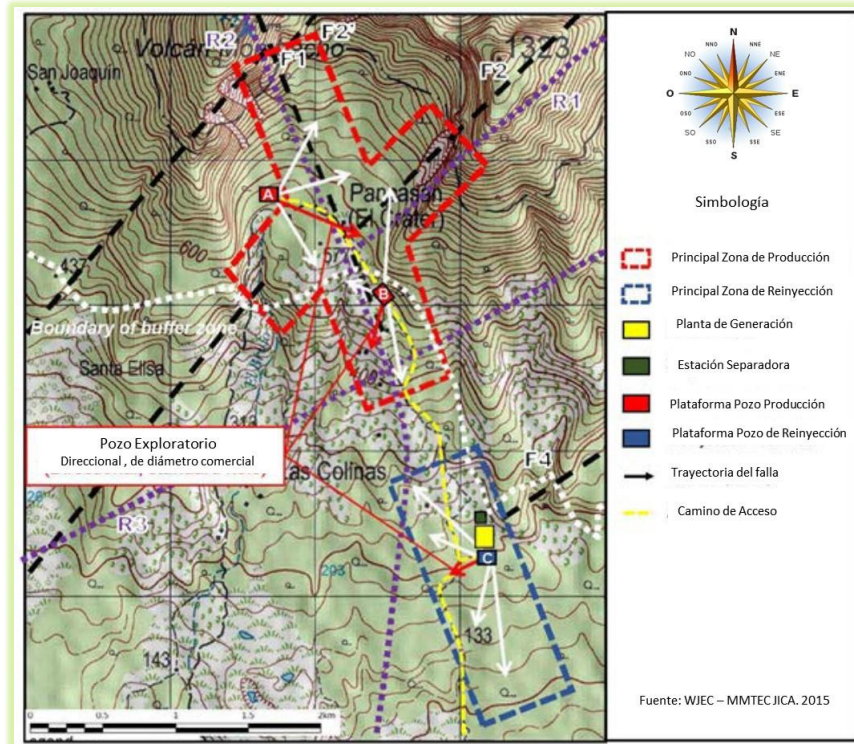 R2
F2'
Volcán
F1
1323
San Joaquín
F2
R1
A
(El Crater)
600
437
57
B
Boundary of buffer zone
Santa Elisa
600
313
Pozo Exploratorio
Direccional , de diámetro comercial
Las Colinas
F4
R3
203
C
143
133
0 0.5 1 1.5 2km
N
NNO NNE
NO NE
ONO ENE
O E
OSO ESE
SO SE
SSO SSE
S
Simbología
Principal Zona de Producción
Principal Zona de Reinyección
Planta de Generación
Estación Separadora
Plataforma Pozo Producción
Plataforma Pozo de Reinyección
Trayectoria del falla
Camino de Acceso
Fuente: WJEC – MMTEC JICA. 2015